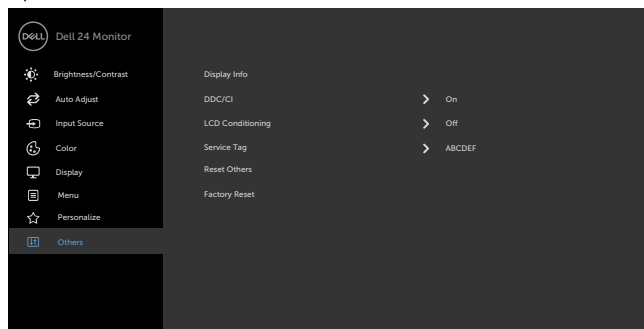 DELL Dell 24 Monitor
Brightness/Contrast
Auto Adjust
Input Source
Color
Display
Menu
Personalize
Others
Display Info
DDC/CI On
LCD Conditioning Off
Service Tag ABCDEF
Reset Others
Factory Reset